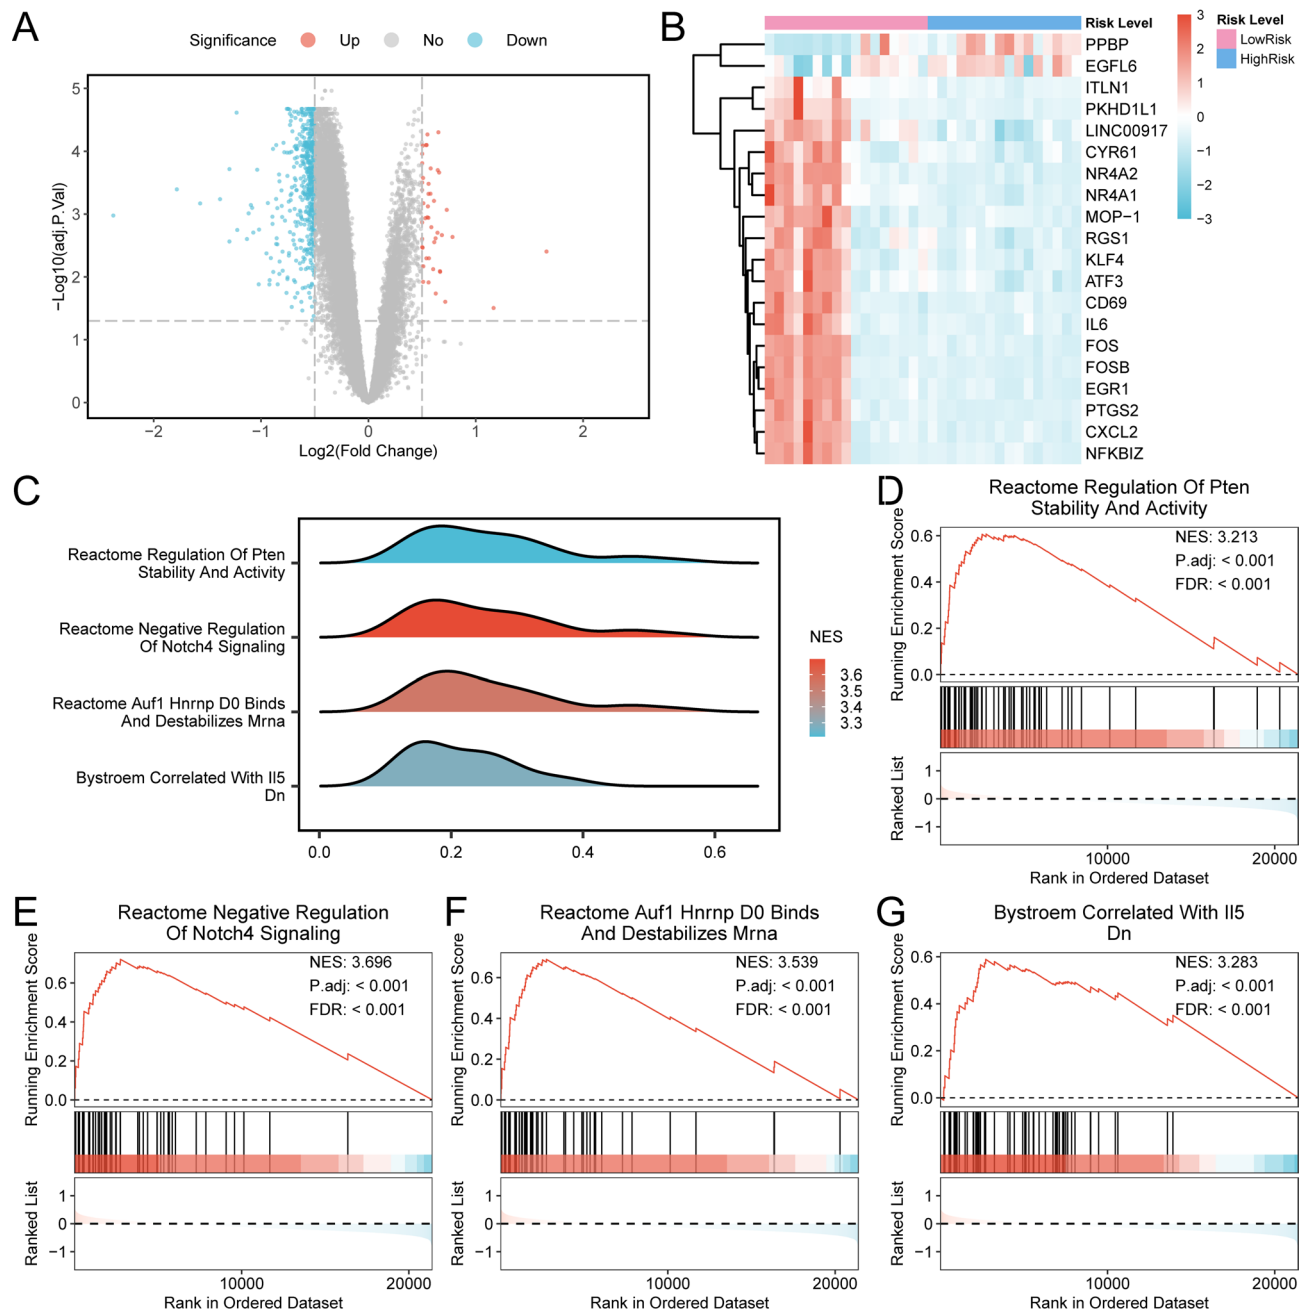 A
Significance Up No Down
5
4
3
2
1
0
−Log10(adj.P.Val)
−2 −1 0 1 2
Log2(Fold Change)
B
Risk Level
PPBP
EGFL6
ITLN1
PKHD1L1
LINC00917
CYR61
NR4A2
NR4A1
MOP−1
RGS1
KLF4
ATF3
CD69
IL6
FOS
FOSB
EGR1
PTGS2
CXCL2
NFKBIZ
3
2
1
0
−1
−2
−3
Risk Level
LowRisk
HighRisk
C
Reactome Regulation Of Pten
Stability And Activity
Reactome Negative Regulation
Of Notch4 Signaling
Reactome Auf1 Hnrnp D0 Binds
And Destabilizes Mrna
Bystroem Correlated With Il5
Dn
0.0 0.2 0.4 0.6
NES
3.6
3.5
3.4
3.3
D
Reactome Regulation Of Pten
Stability And Activity
Running Enrichment Score
0.6
0.4
0.2
0.0
NES: 3.213
P.adj: < 0.001
FDR: < 0.001
Ranked List
1
0
−1
10000 20000
Rank in Ordered Dataset
E
Reactome Negative Regulation
Of Notch4 Signaling
Running Enrichment Score
0.6
0.4
0.2
0.0
NES: 3.696
P.adj: < 0.001
FDR: < 0.001
Ranked List
1
0
−1
10000 20000
Rank in Ordered Dataset
F
Reactome Auf1 Hnrnp D0 Binds
And Destabilizes Mrna
Running Enrichment Score
0.6
0.4
0.2
0.0
NES: 3.539
P.adj: < 0.001
FDR: < 0.001
Ranked List
1
0
−1
10000 20000
Rank in Ordered Dataset
G
Bystroem Correlated With Il5
Dn
Running Enrichment Score
0.6
0.4
0.2
0.0
NES: 3.283
P.adj: < 0.001
FDR: < 0.001
Ranked List
1
0
−1
10000 20000
Rank in Ordered Dataset